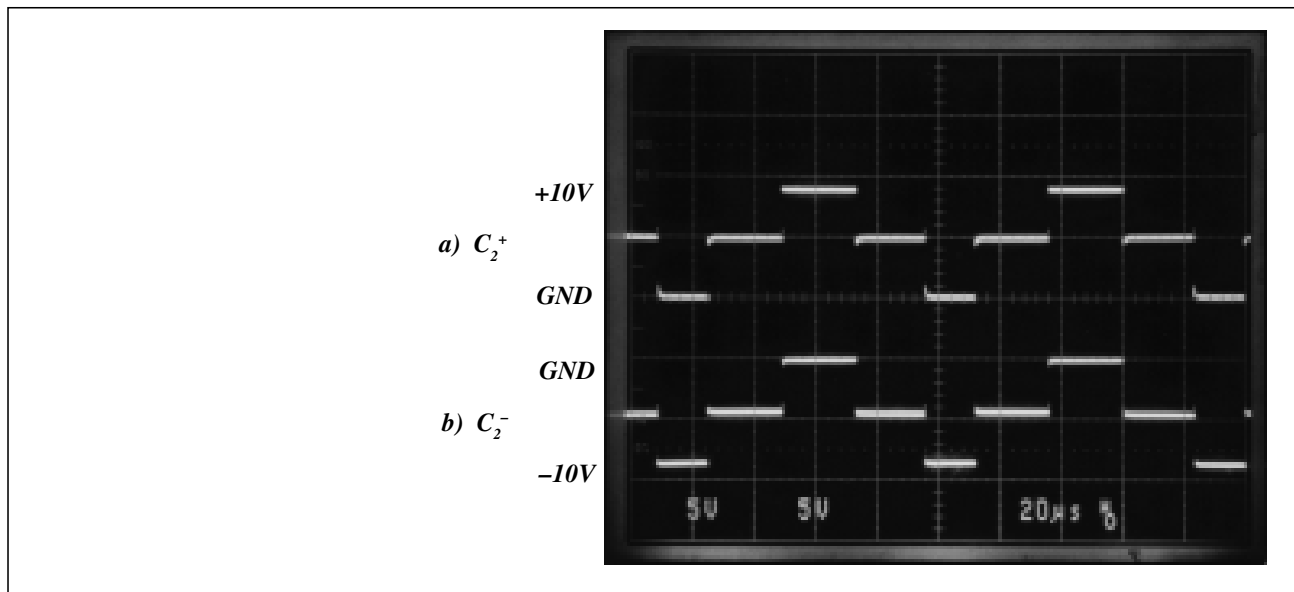 +10V
a) C₂⁺
GND
GND
b) C₂⁻
−10V
5V 5V 20μs